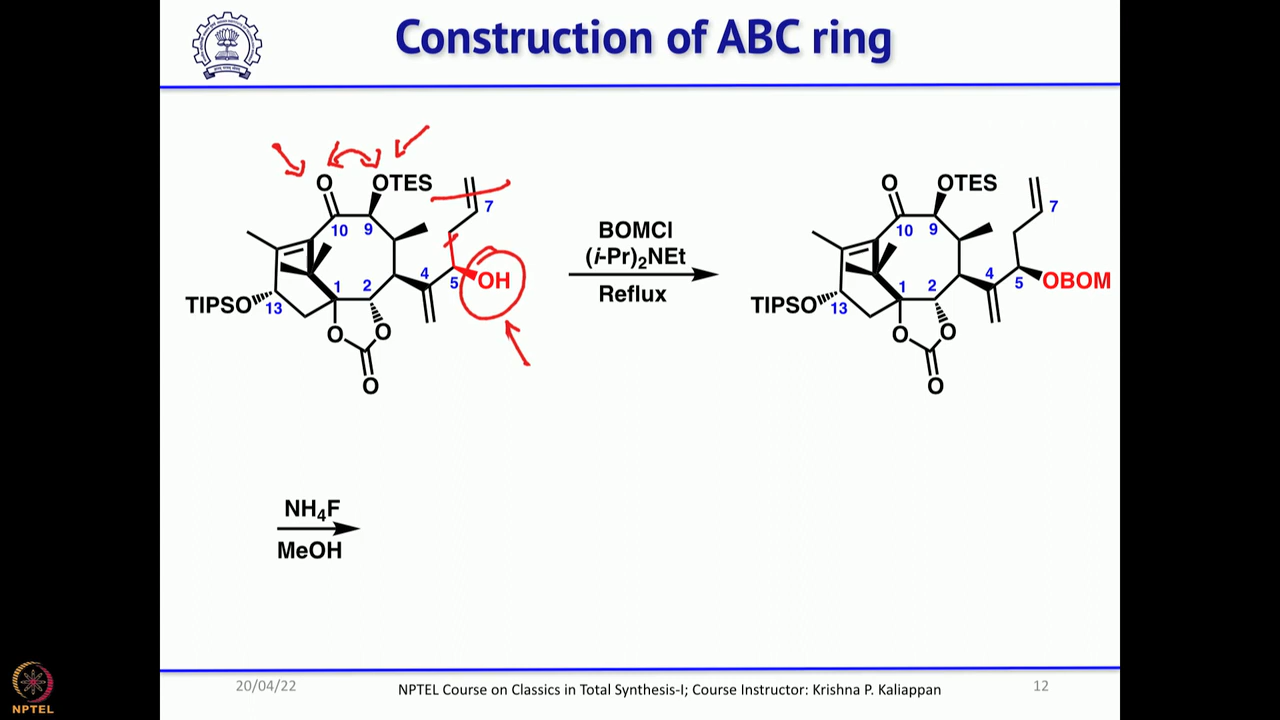 Construction of ABC ring
O OTES
7
10 9
4
5 OH
1 2
TIPSO 13
O O
O
BOMCl
(i-Pr)2NEt
Reflux
O OTES
7
10 9
4
5 OBOM
1 2
TIPSO 13
O O
O
NH4F
MeOH
20/04/22 NPTEL Course on Classics in Total Synthesis-I; Course Instructor: Krishna P. Kaliappan 12
NPTEL